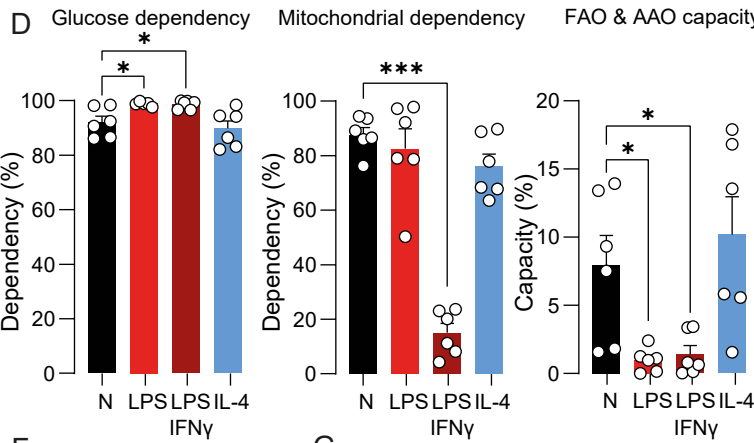 D
Glucose dependency
Mitochondrial dependency
FAO & AAO capacity
*
*
***
*
*
Dependency (%)
100
80
60
40
20
0
N LPS LPS IL-4
IFNγ
Dependency (%)
100
80
60
40
20
0
N LPS LPS IL-4
IFNγ
Capacity (%)
20
15
10
5
0
N LPS LPS IL-4
IFNγ